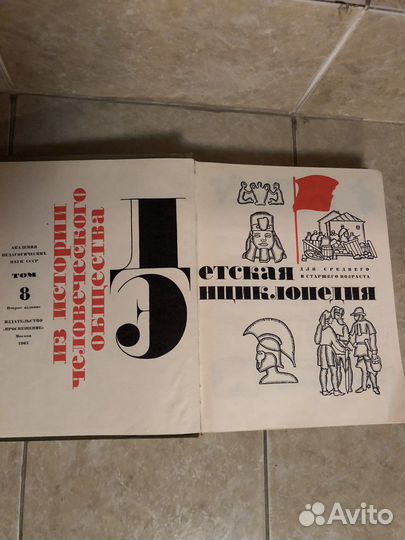 АКАДЕМИЯ
ПЕДАГОГИЧЕСКИХ
НАУК СССР
ТОМ
8
Второе издание
ИЗДАТЕЛЬСТВО
«ПРОСВЕЩЕНИЕ»
Москва
1967
из истории
человеческого
общества
Детская
Энциклопедия
ДЛЯ СРЕДНЕГО
И СТАРШЕГО ВОЗРАСТА
Avito